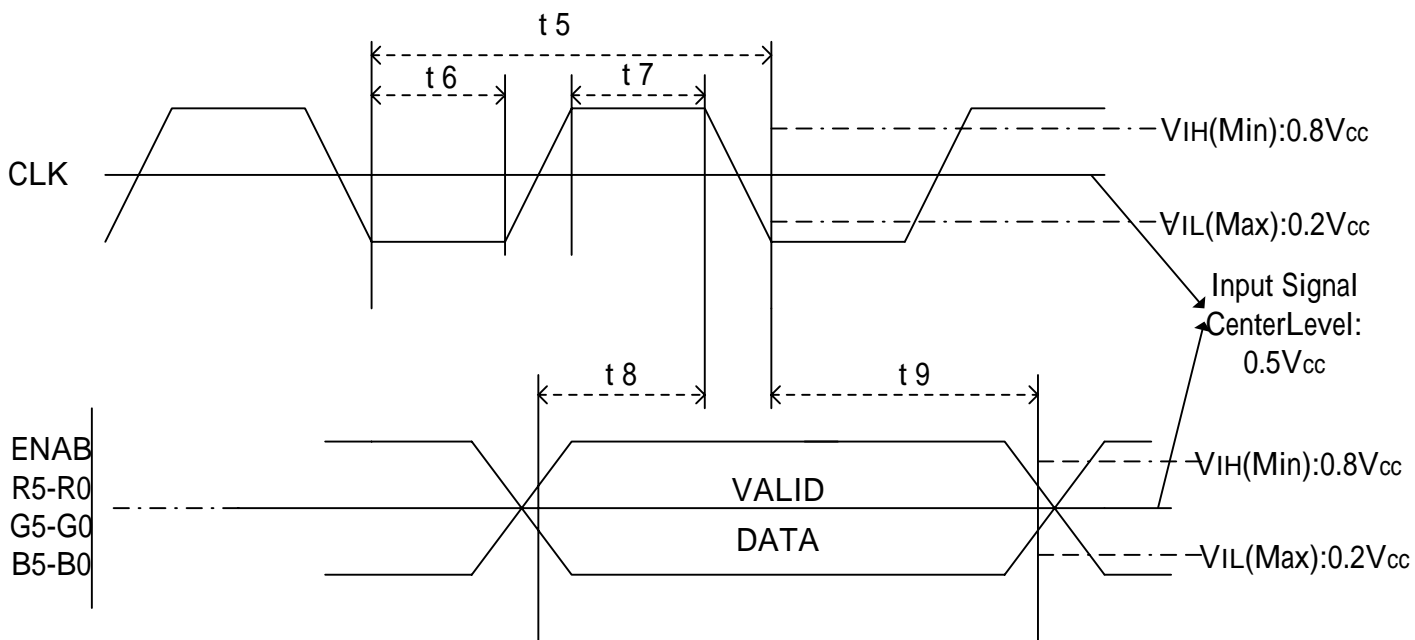 t 5
t 6
t 7
CLK
VIH(Min):0.8Vcc
VIL(Max):0.2Vcc
Input Signal
CenterLevel:
0.5Vcc
t 8
t 9
ENAB
R5-R0
G5-G0
B5-B0
VALID
DATA
VIH(Min):0.8Vcc
VIL(Max):0.2Vcc